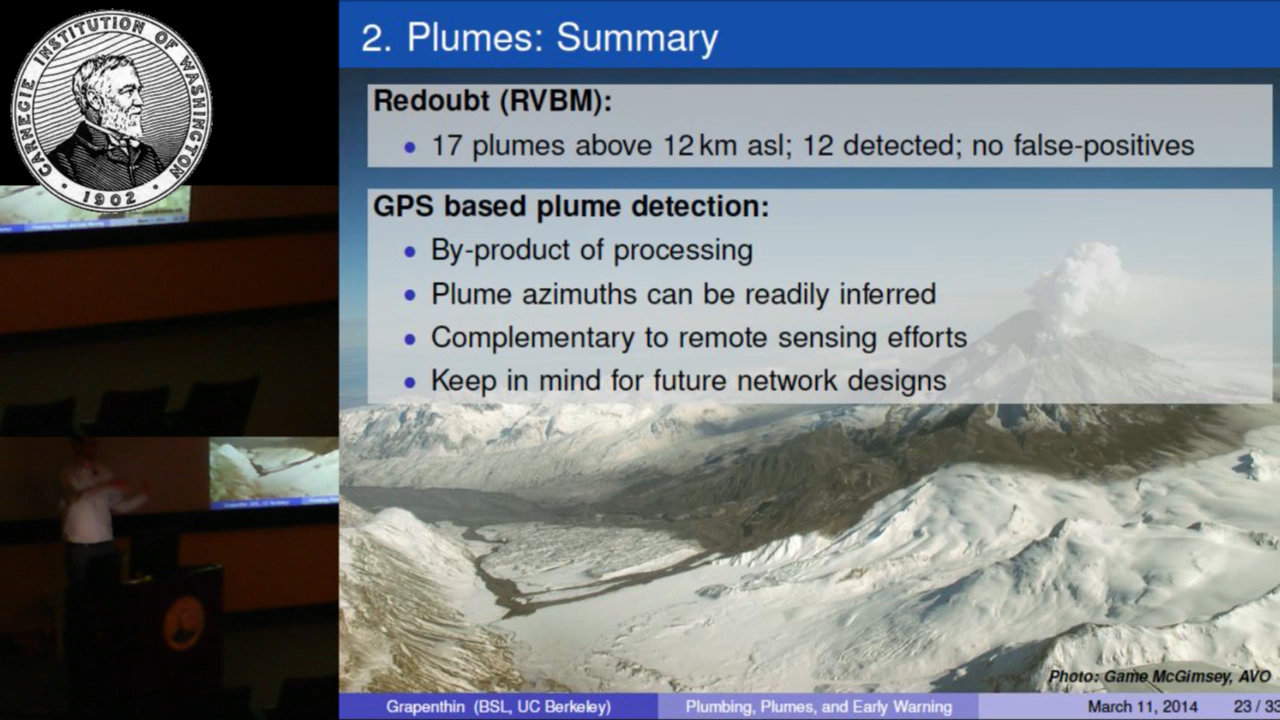 CARNEGIE INSTITUTION OF WASHINGTON
1902
2. Plumes: Summary
Redoubt (RVBM):
• 17 plumes above 12 km asl; 12 detected; no false-positives
GPS based plume detection:
• By-product of processing
• Plume azimuths can be readily inferred
• Complementary to remote sensing efforts
• Keep in mind for future network designs
Photo: Game McGimsey, AVO
Grapenthin (BSL, UC Berkeley)
Plumbing, Plumes, and Early Warning
March 11, 2014
23 / 33